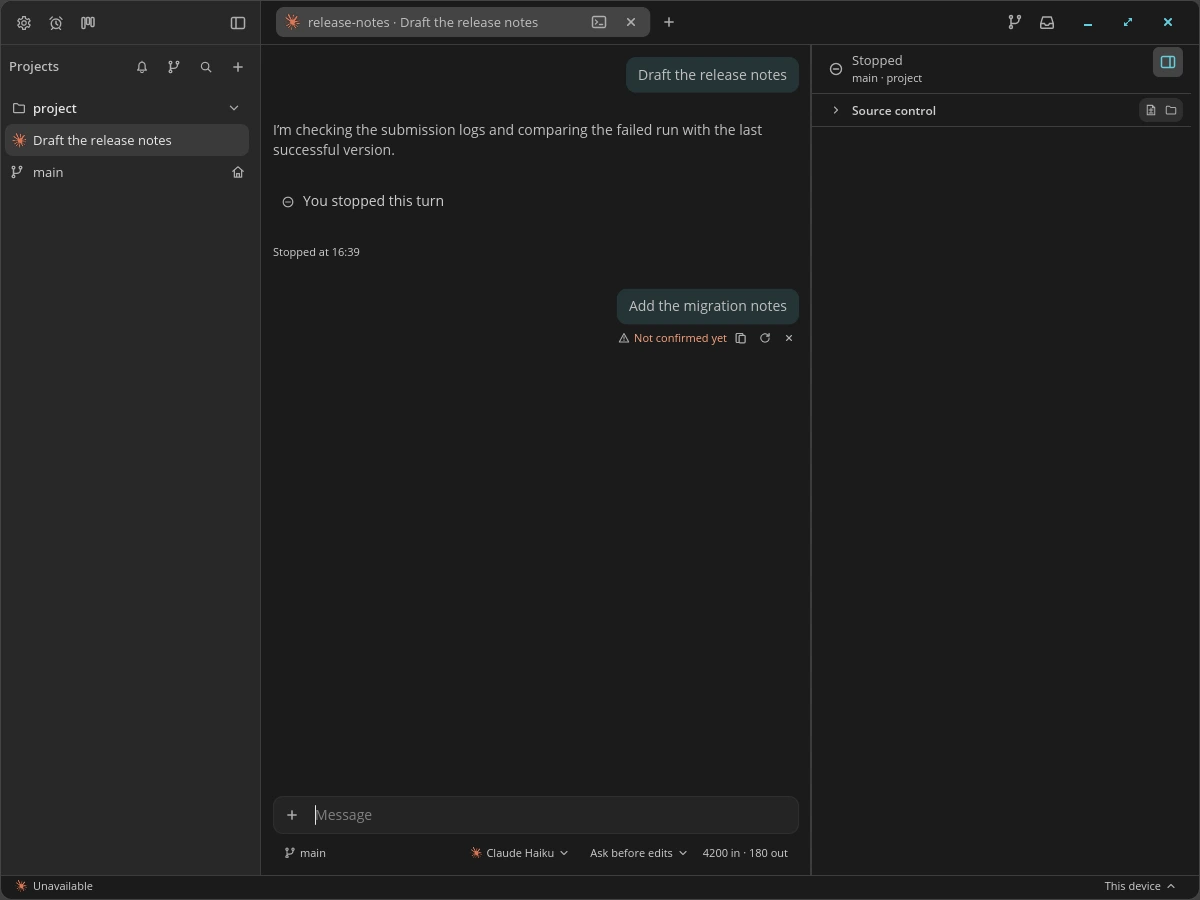 release-notes · Draft the release notes
Projects
project
Draft the release notes
main
Draft the release notes
I'm checking the submission logs and comparing the failed run with the last
successful version.
You stopped this turn
Stopped at 16:39
Add the migration notes
Not confirmed yet
Message
main
Claude Haiku
Ask before edits
4200 in · 180 out
Stopped
main · project
Source control
Unavailable
This device